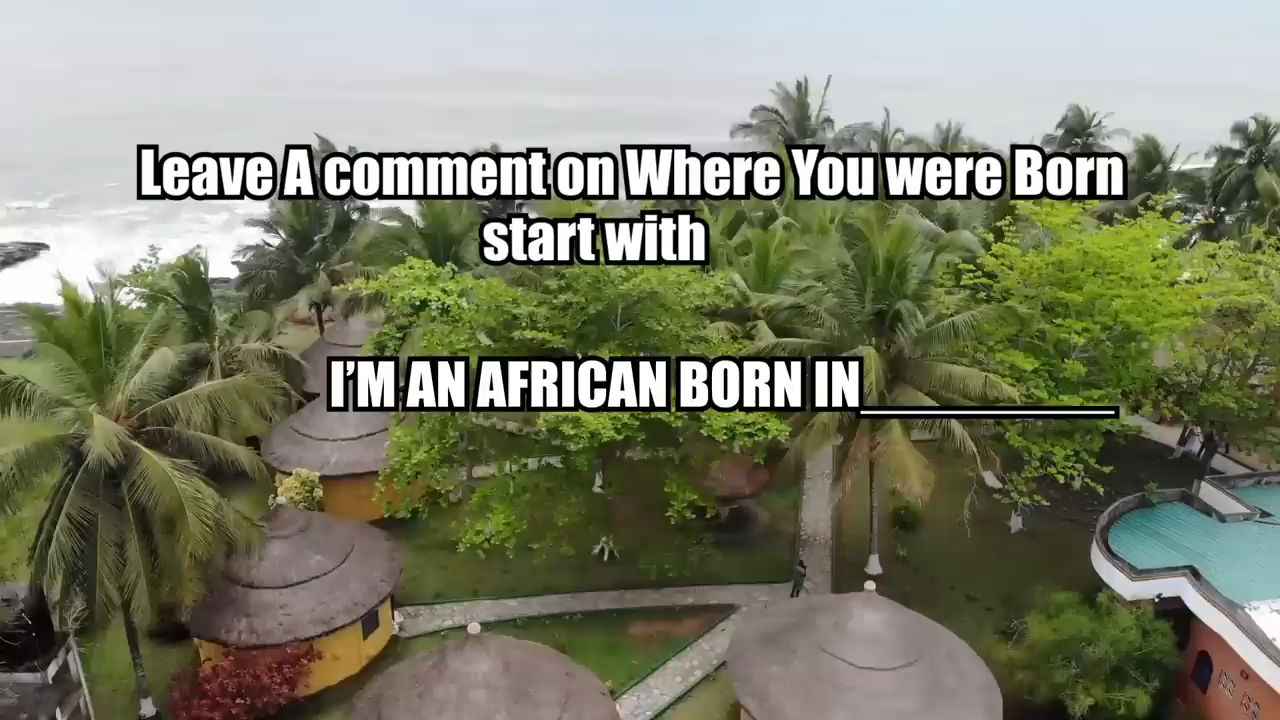 Leave A comment on Where You were Born
start with
I'M AN AFRICAN BORN IN__________